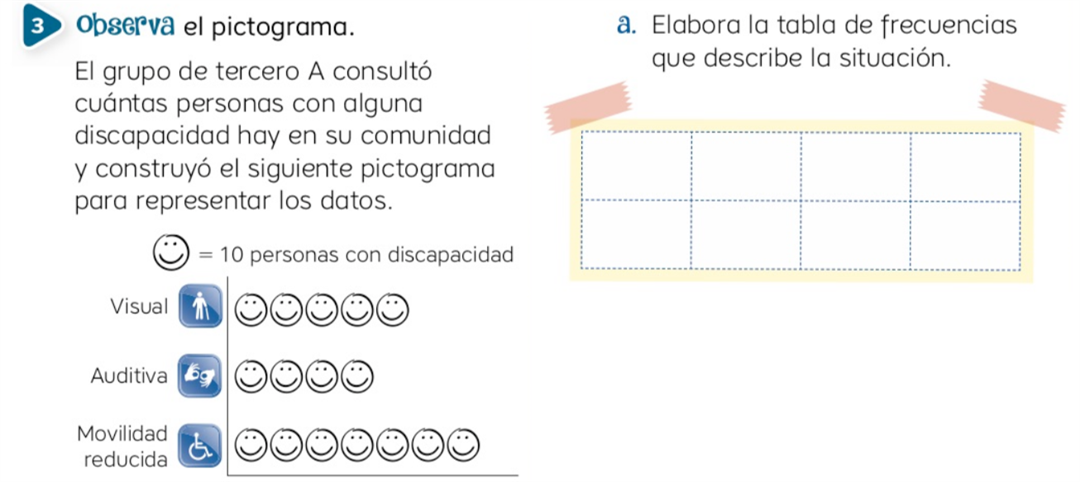 3 Observa el pictograma.
El grupo de tercero A consultó
cuántas personas con alguna
discapacidad hay en su comunidad
y construyó el siguiente pictograma
para representar los datos.
= 10 personas con discapacidad
Visual
Auditiva
Movilidad
reducida
a. Elabora la tabla de frecuencias
que describe la situación.